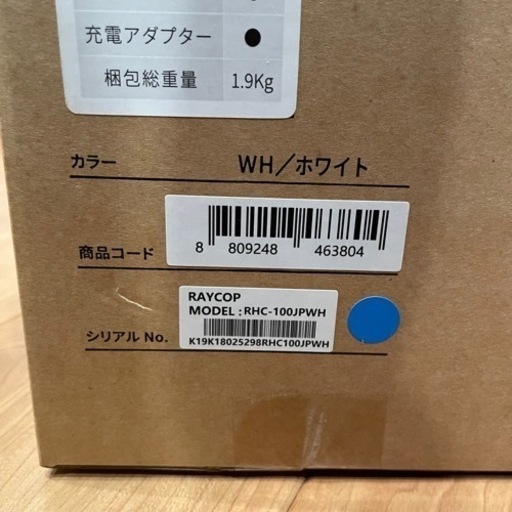 充電アダプター ●
梱包総重量 1.9Kg
カラー WH/ホワイト
商品コード 8 809248 463804
RAYCOP
MODEL : RHC-100JPWH
シリアル No. K19K18025298RHC100JPWH